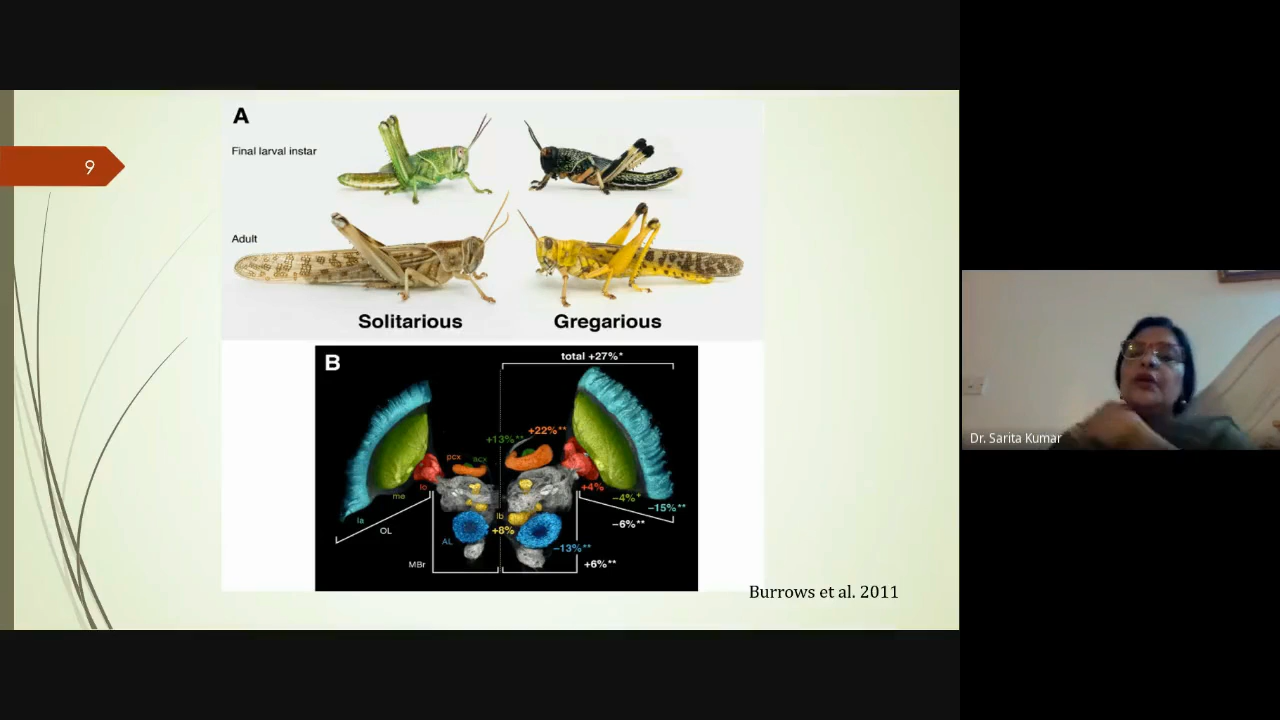 9
A
Final larval instar
Adult
Solitarious
Gregarious
B
total +27%*
+22%**
+13%**
pcx
acx
lo
+4%
me
−4%*
−15%**
la
lb
OL
+8%
−6%**
AL
−13%**
MBr
+6%**
Burrows et al. 2011
Dr. Sarita Kumar